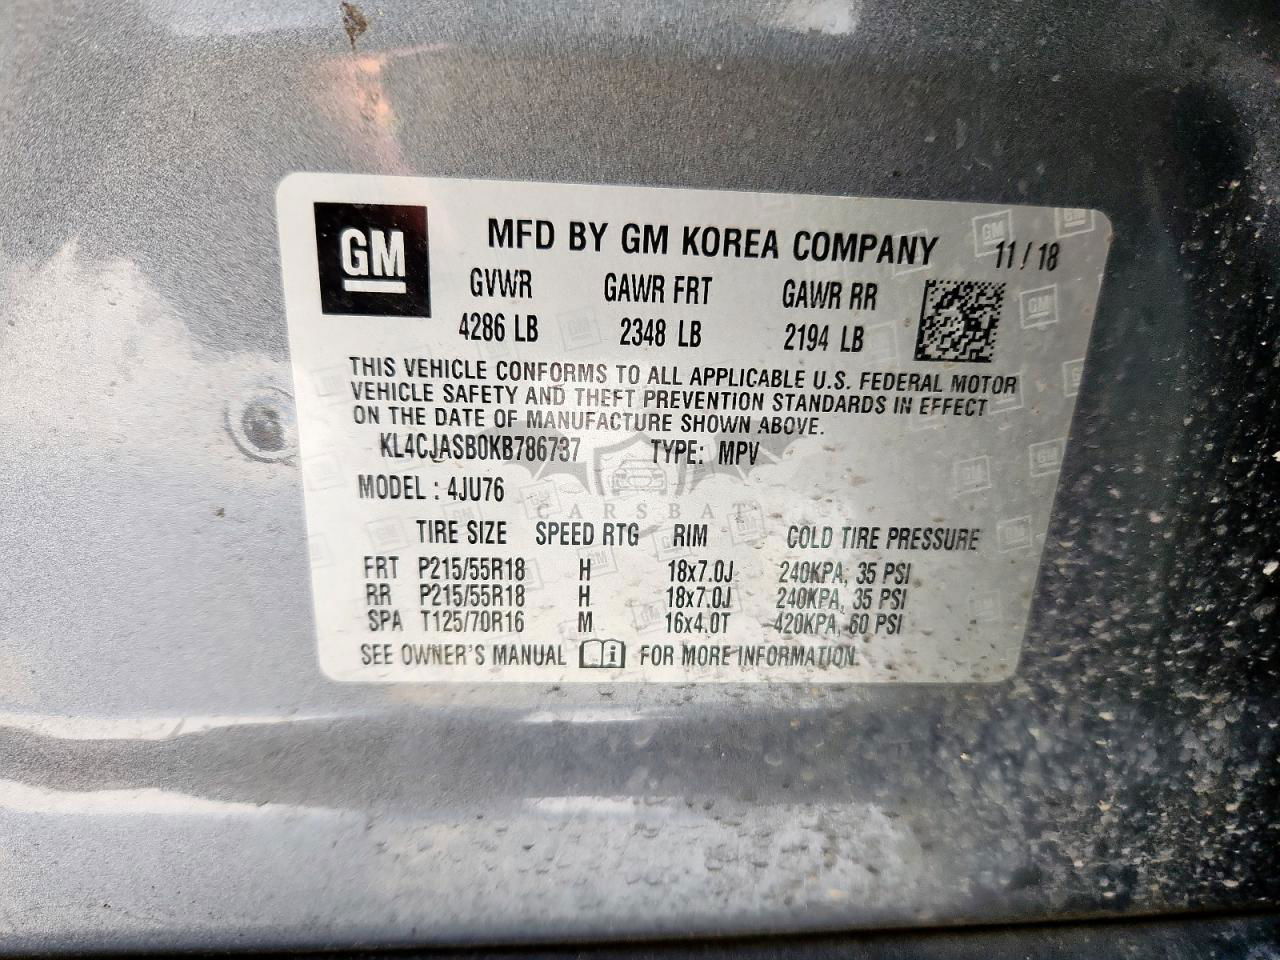 GM
MFD BY GM KOREA COMPANY 11/18
GVWR GAWR FRT GAWR RR
4286 LB 2348 LB 2194 LB
THIS VEHICLE CONFORMS TO ALL APPLICABLE U.S. FEDERAL MOTOR
VEHICLE SAFETY AND THEFT PREVENTION STANDARDS IN EFFECT
ON THE DATE OF MANUFACTURE SHOWN ABOVE.
KL4CJASB0KB786737 TYPE: MPV
MODEL : 4JU76
CARSBAT
TIRE SIZE SPEED RTG RIM COLD TIRE PRESSURE
FRT P215/55R18 H 18x7.0J 240KPA, 35 PSI
RR P215/55R18 H 18x7.0J 240KPA, 35 PSI
SPA T125/70R16 M 16x4.0T 420KPA, 60 PSI
SEE OWNER'S MANUAL FOR MORE INFORMATION.